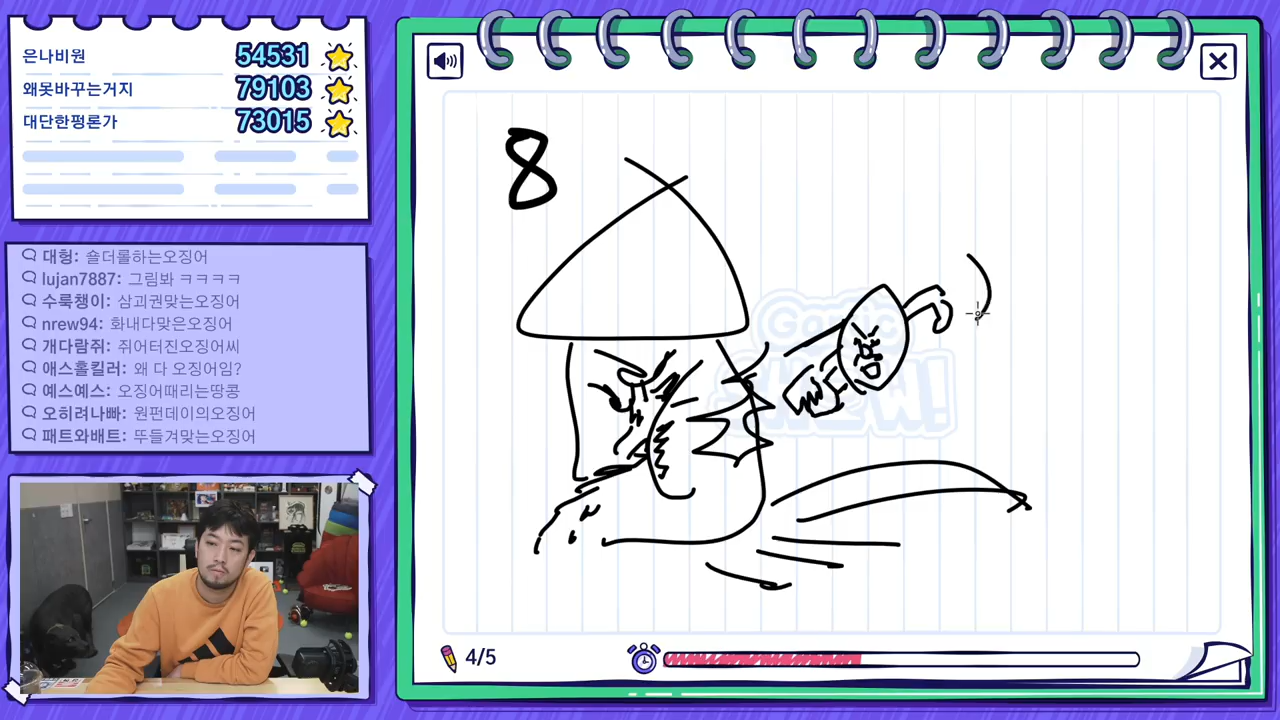 은나비원 54531
왜못바꾸는거지 79103
대단한평론가 73015
대형: 숄더롤하는오징어
lujan7887: 그림봐 ㅋㅋㅋㅋ
수룩챙이: 삼괴권맞는오징어
nrew94: 화내다맞은오징어
개다람쥐: 쥐어터진오징어씨
애스홀킬러: 왜 다 오징어임?
예스예스: 오징어때리는땅콩
오히려나빠: 원펀데이의오징어
패트와배트: 뚜들겨맞는오징어
8
Gartic
SHOW!
4/5